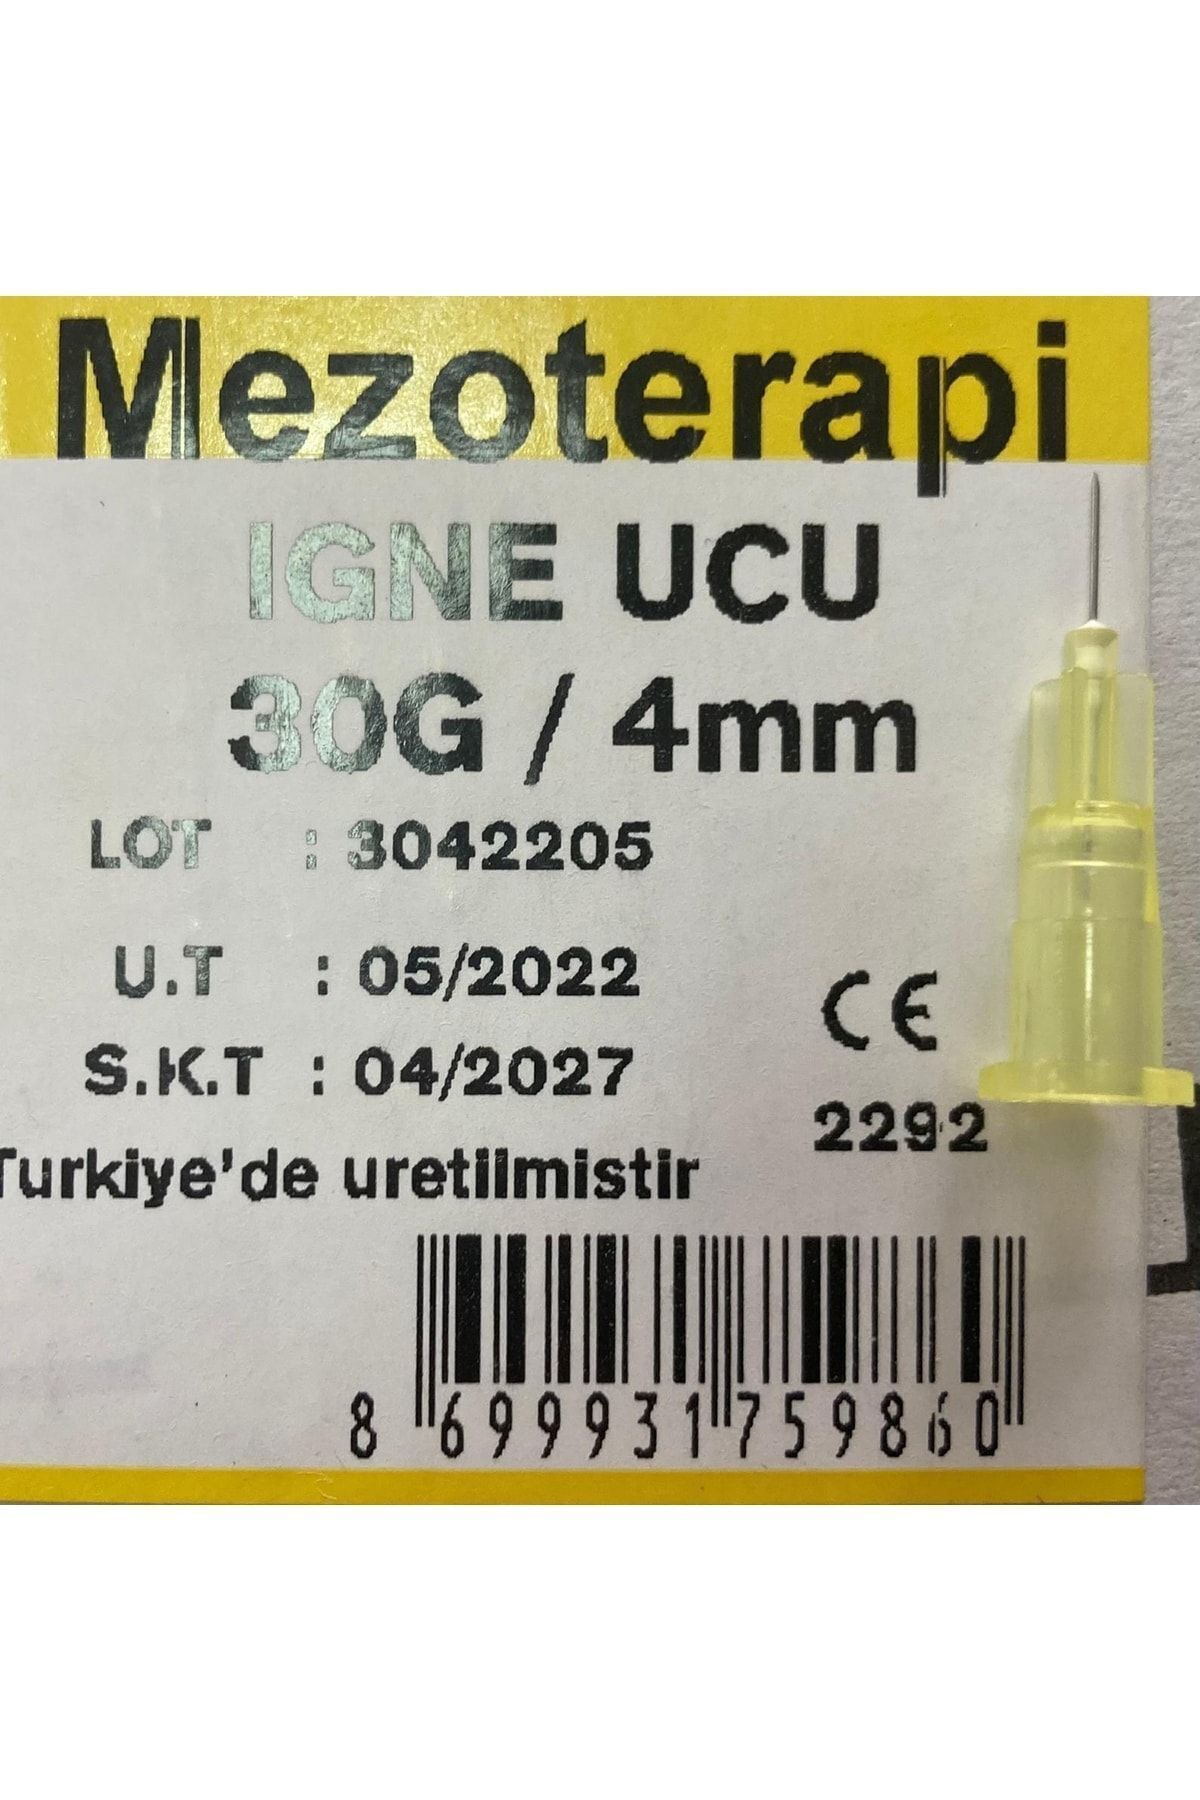 Mezoterapi
IGNE UCU
30G / 4mm
LOT : 3042205
U.T : 05/2022
S.K.T : 04/2027
CE
2292
Turkiye'de uretilmistir
8 699931 759860